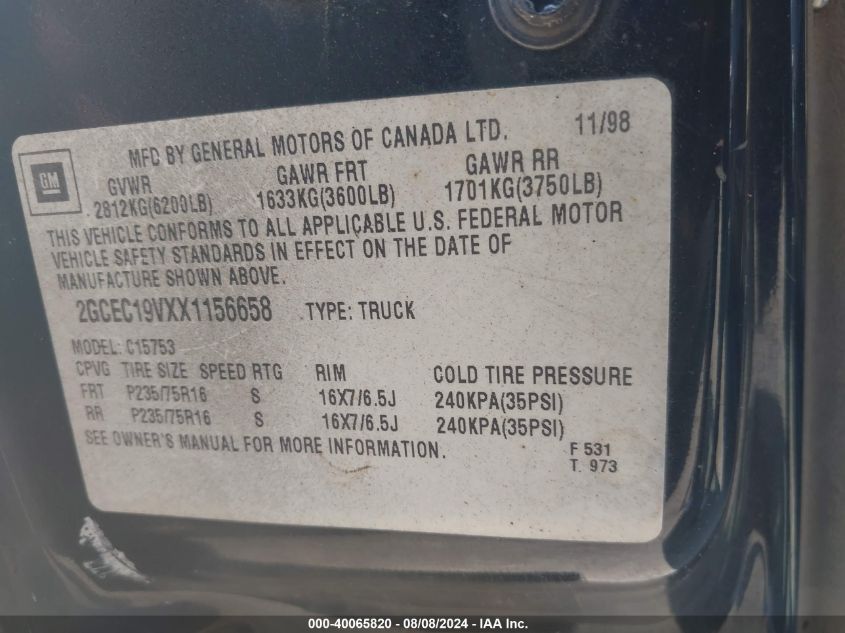 MFD BY GENERAL MOTORS OF CANADA LTD. 11/98
GM
GVWR GAWR FRT GAWR RR
2812KG(6200LB) 1633KG(3600LB) 1701KG(3750LB)
THIS VEHICLE CONFORMS TO ALL APPLICABLE U.S. FEDERAL MOTOR
VEHICLE SAFETY STANDARDS IN EFFECT ON THE DATE OF
MANUFACTURE SHOWN ABOVE.
2GCEC19VXX1156658 TYPE: TRUCK
MODEL: C15753
CPVG TIRE SIZE SPEED RTG RIM COLD TIRE PRESSURE
FRT P235/75R16 S 16X7/6.5J 240KPA(35PSI)
RR P235/75R16 S 16X7/6.5J 240KPA(35PSI)
SEE OWNER'S MANUAL FOR MORE INFORMATION.
F 531
T. 973
000-40065820 - 08/08/2024 - IAA Inc.